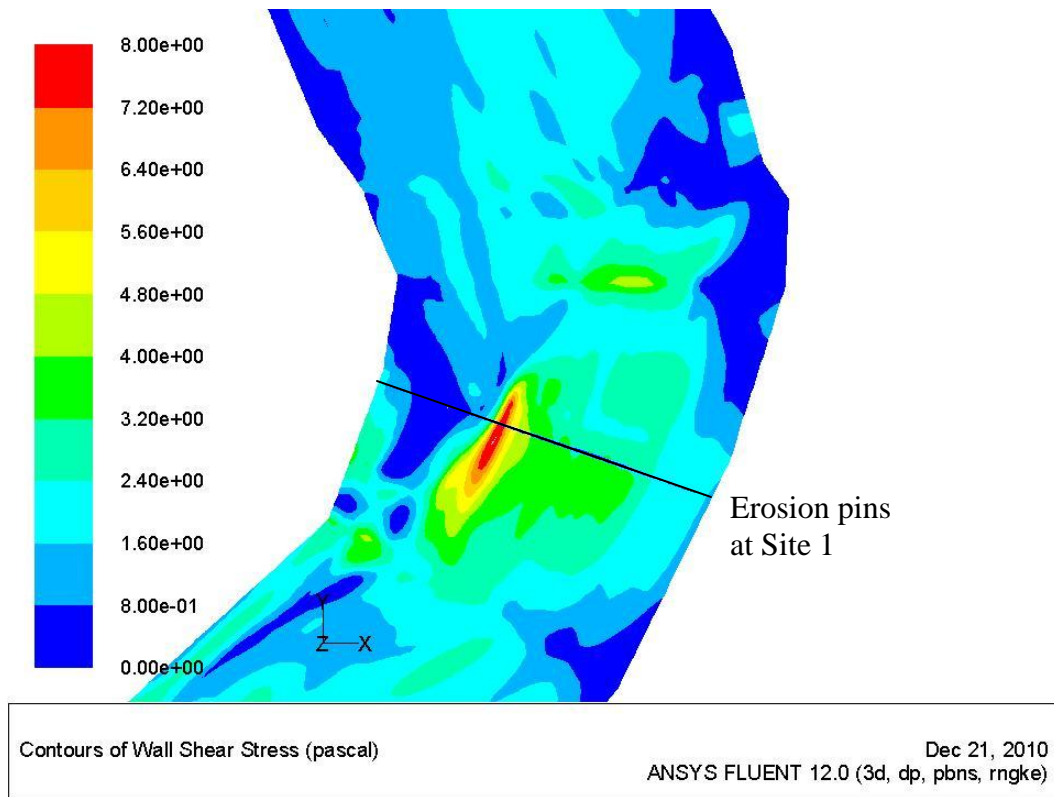 8.00e+00
7.20e+00
6.40e+00
5.60e+00
4.80e+00
4.00e+00
3.20e+00
2.40e+00
1.60e+00
8.00e-01
0.00e+00
Erosion pins
at Site 1
Y
Z X
Contours of Wall Shear Stress (pascal)
Dec 21, 2010
ANSYS FLUENT 12.0 (3d, dp, pbns, rngke)